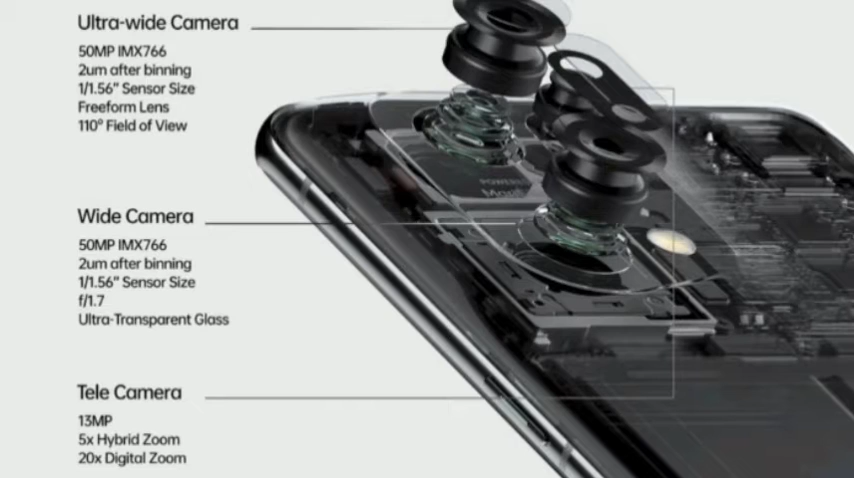 Ultra-wide Camera
50MP IMX766
2um after binning
1/1.56" Sensor Size
Freeform Lens
110° Field of View
Wide Camera
50MP IMX766
2um after binning
1/1.56" Sensor Size
f/1.7
Ultra-Transparent Glass
Tele Camera
13MP
5x Hybrid Zoom
20x Digital Zoom